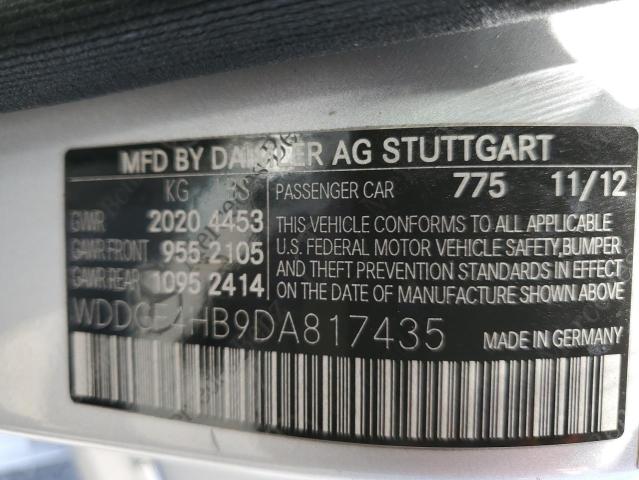 MFD BY DAIMLER AG STUTTGART
KG LBS PASSENGER CAR 775 11/12
GVWR 2020 4453 THIS VEHICLE CONFORMS TO ALL APPLICABLE
GAWR FRONT 955 2105 U.S. FEDERAL MOTOR VEHICLE SAFETY,BUMPER
GAWR REAR 1095 2414 AND THEFT PREVENTION STANDARDS IN EFFECT
ON THE DATE OF MANUFACTURE SHOWN ABOVE
WDDGF4HB9DA817435 MADE IN GERMANY